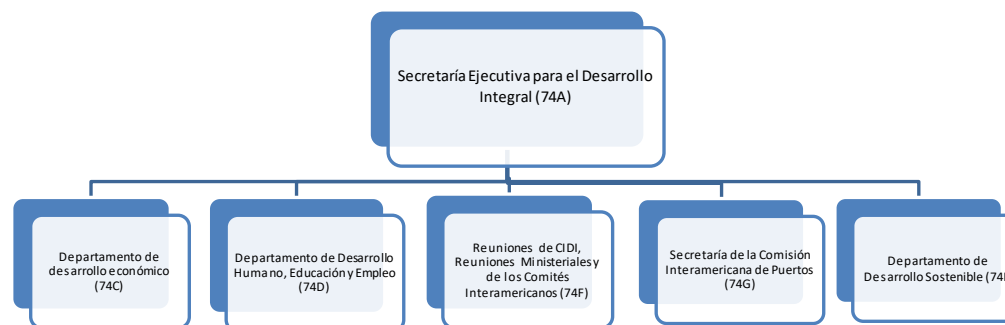 Secretaría Ejecutiva para el Desarrollo
Integral (74A)
Departamento de
desarrollo económico
(74C)
Departamento de Desarrollo
Humano, Educación y Empleo
(74D)
Reuniones de CIDI,
Reuniones Ministeriales y
de los Comités
Interamericanos (74F)
Secretaría de la Comisión
Interamericana de Puertos
(74G)
Departamento de
Desarrollo Sostenible